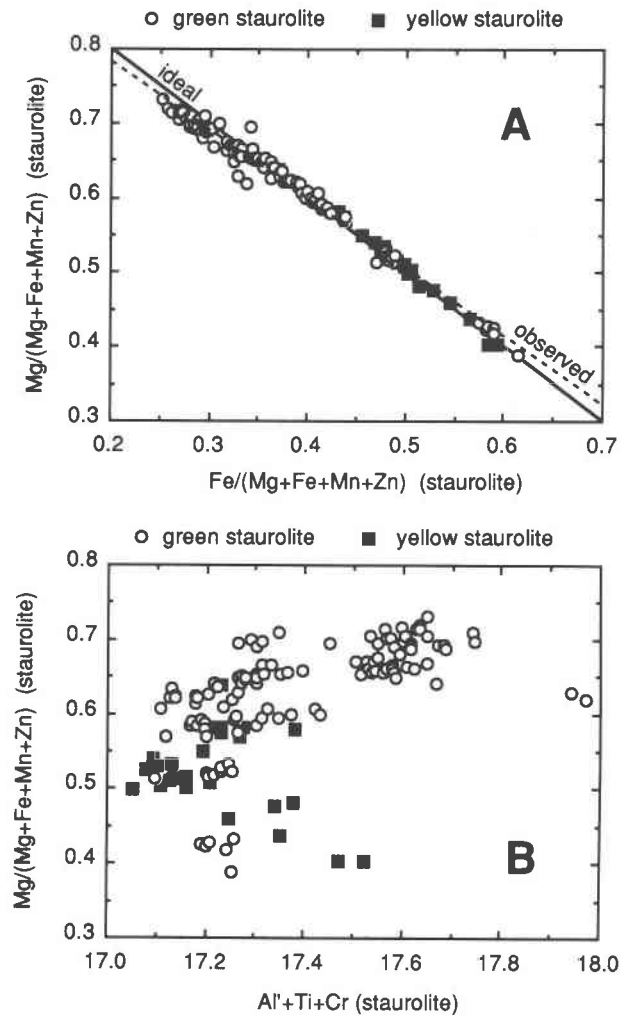 ○ green staurolite ■ yellow staurolite
0.8
0.7
0.6
0.5
0.4
0.3
Mg/(Mg+Fe+Mn+Zn) (staurolite)
ideal
A
observed
0.2 0.3 0.4 0.5 0.6 0.7
Fe/(Mg+Fe+Mn+Zn) (staurolite)
○ green staurolite ■ yellow staurolite
0.8
0.7
0.6
0.5
0.4
0.3
Mg/(Mg+Fe+Mn+Zn) (staurolite)
B
17.0 17.2 17.4 17.6 17.8 18.0
Al'+Ti+Cr (staurolite)